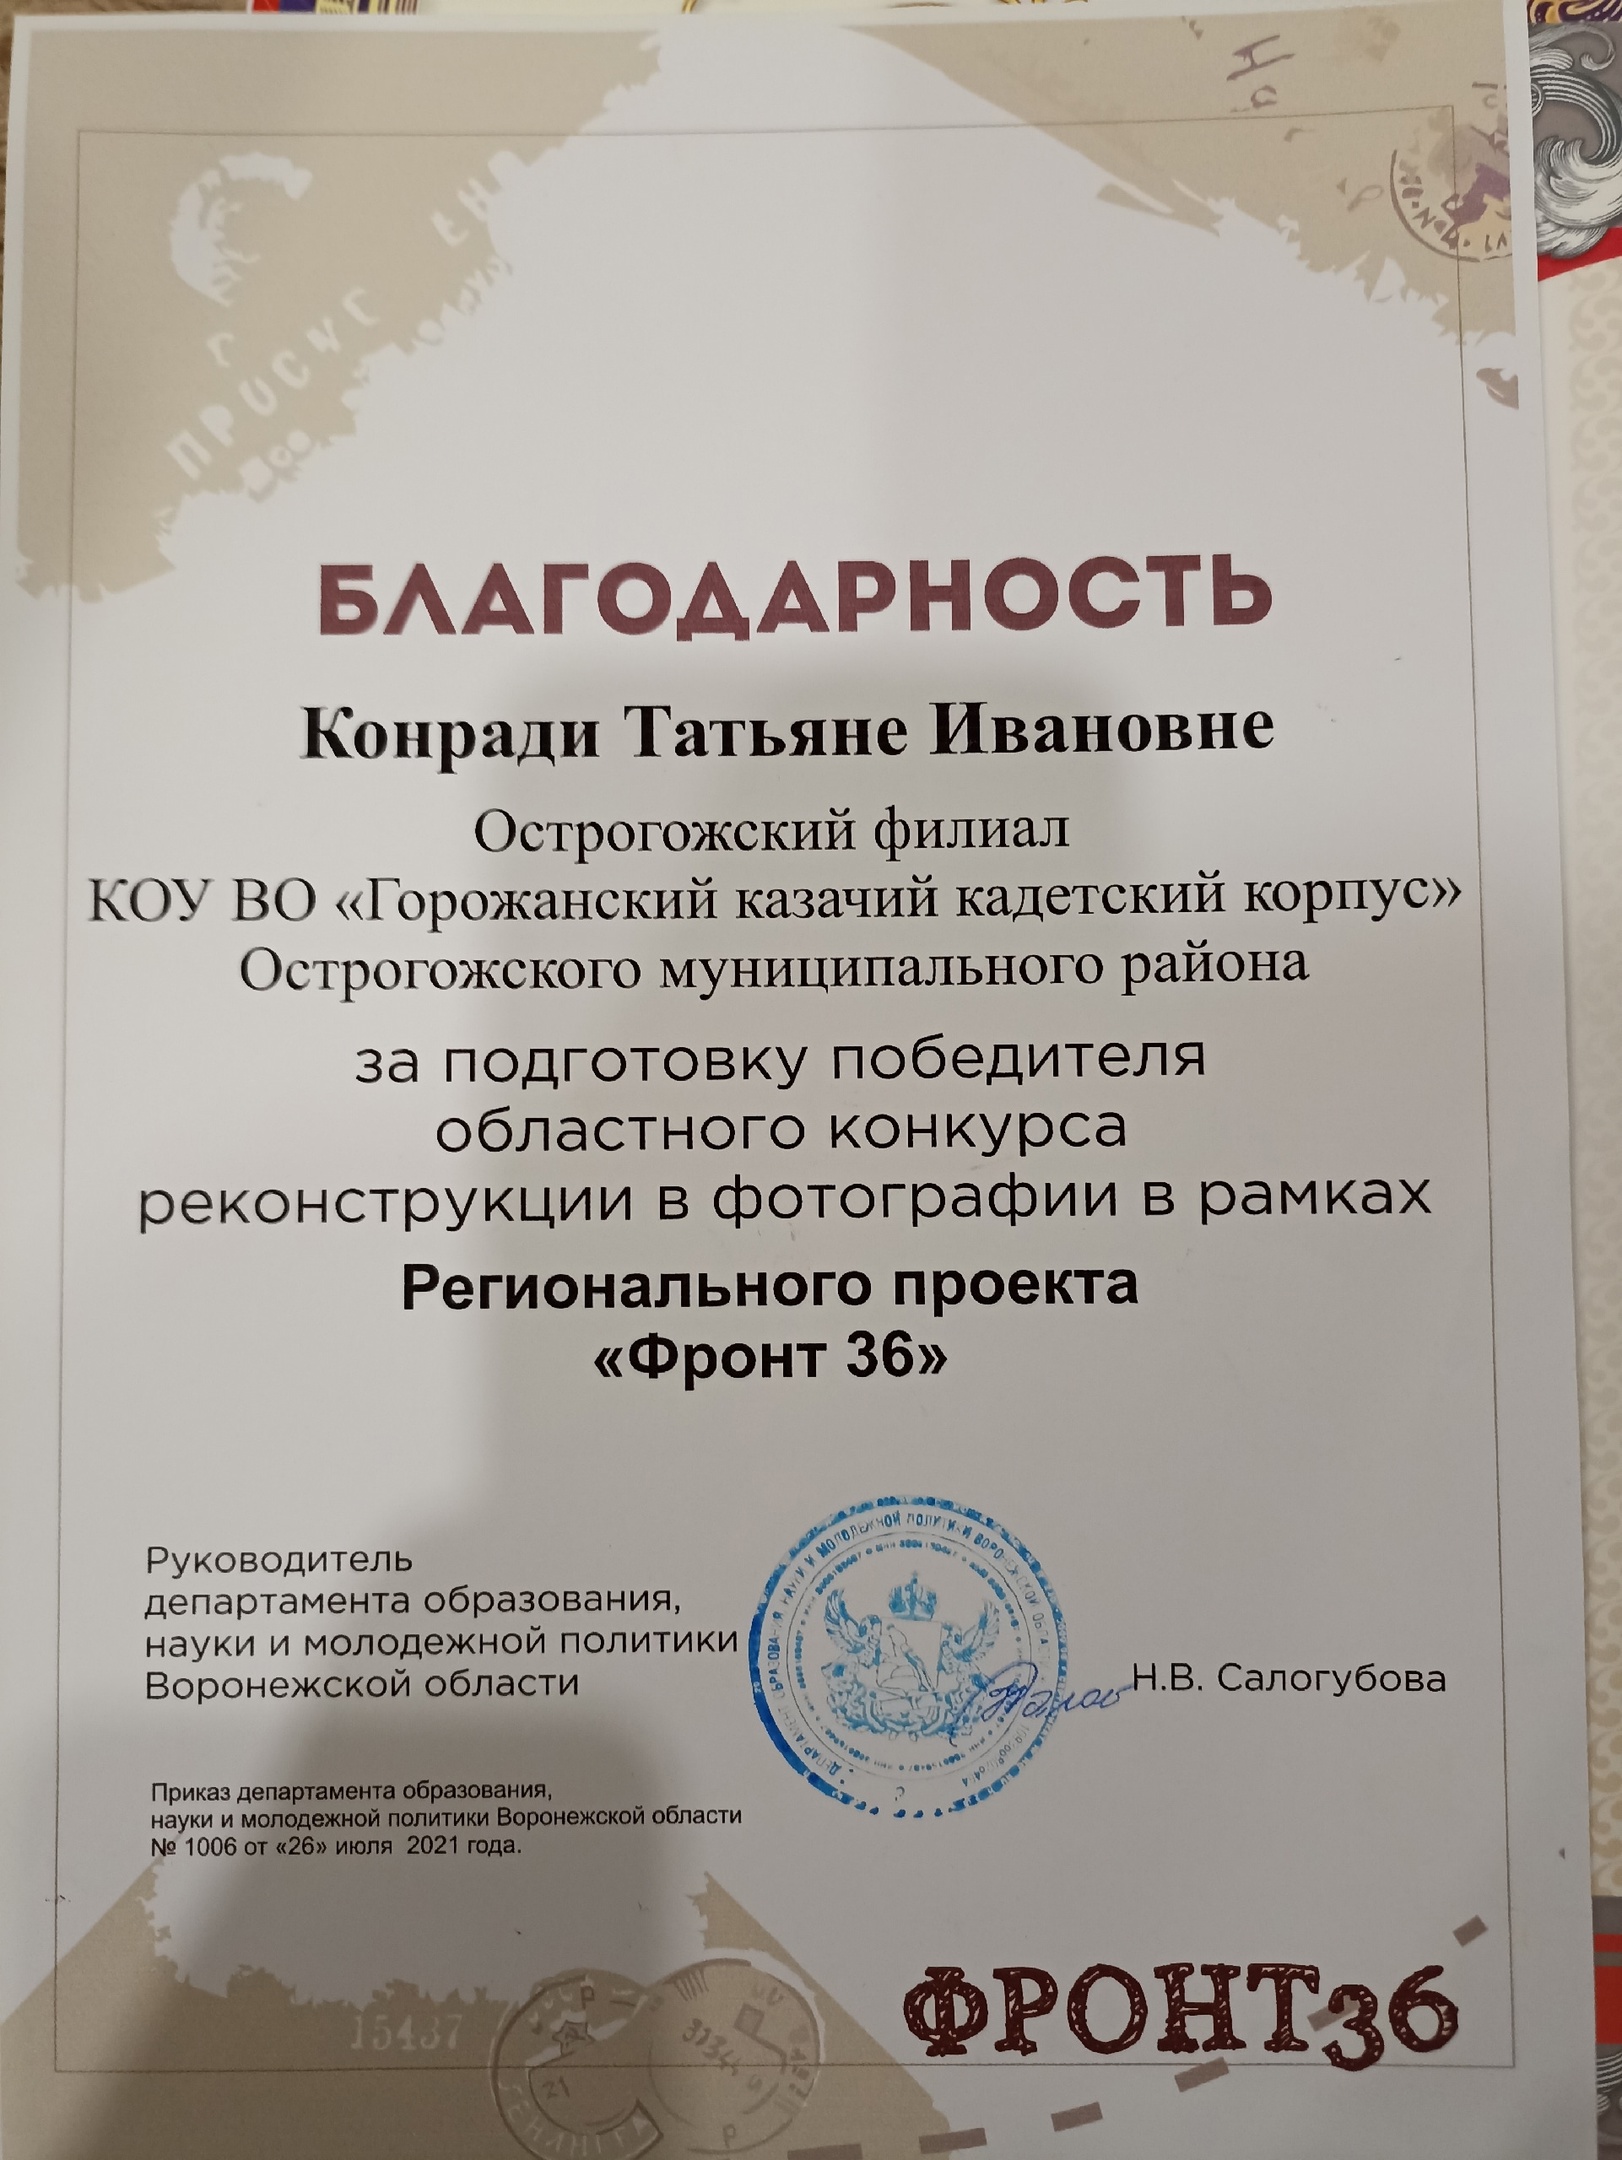 БЛАГОДАРНОСТЬ
Конради Татьяне Ивановне
Острогожский филиал
КОУ ВО «Горожанский казачий кадетский корпус»
Острогожского муниципального района
за подготовку победителя
областного конкурса
реконструкции в фотографии в рамках
Регионального проекта
«Фронт 36»
Руководитель
департамента образования,
науки и молодежной политики
Воронежской области
Н.В. Салогубова
Приказ департамента образования,
науки и молодежной политики Воронежской области
№ 1006 от «26» июля 2021 года.
ФРОНТ36
15437